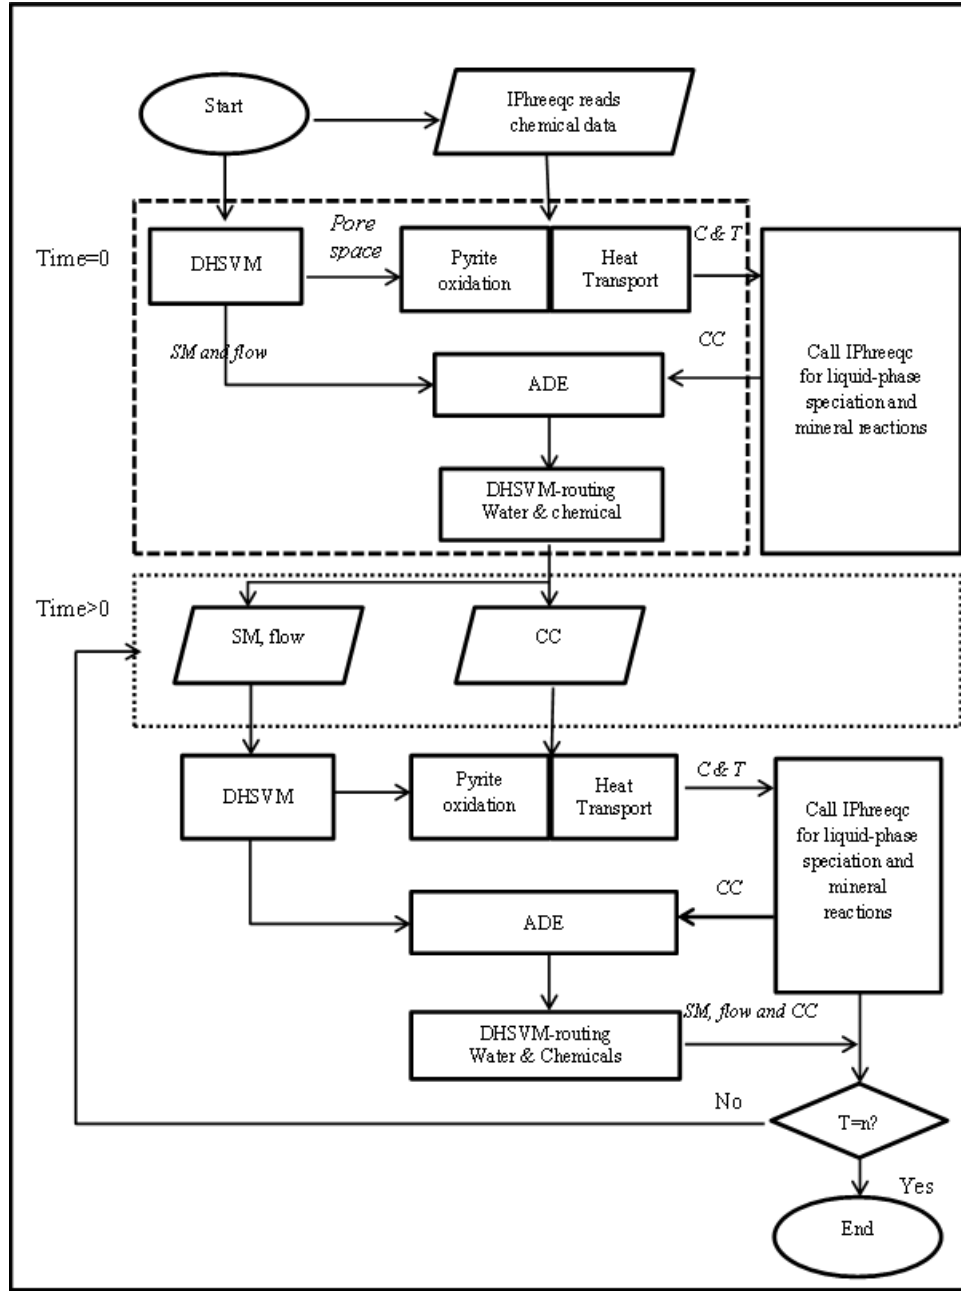 Start
IPhreeqc reads
chemical data
Time=0
DHSVM
Pore
space
Pyrite
oxidation
Heat
Transport
C & T
SM and flow
ADE
CC
Call IPhreeqc
for liquid-phase
speciation and
mineral reactions
DHSVM-routing
Water & chemical
Time>0
SM, flow
CC
DHSVM
Pyrite
oxidation
Heat
Transport
C & T
Call IPhreeqc
for liquid-phase
speciation and
mineral
reactions
CC
ADE
DHSVM-routing
Water & Chemicals
SM, flow and CC
No
T=n?
Yes
End